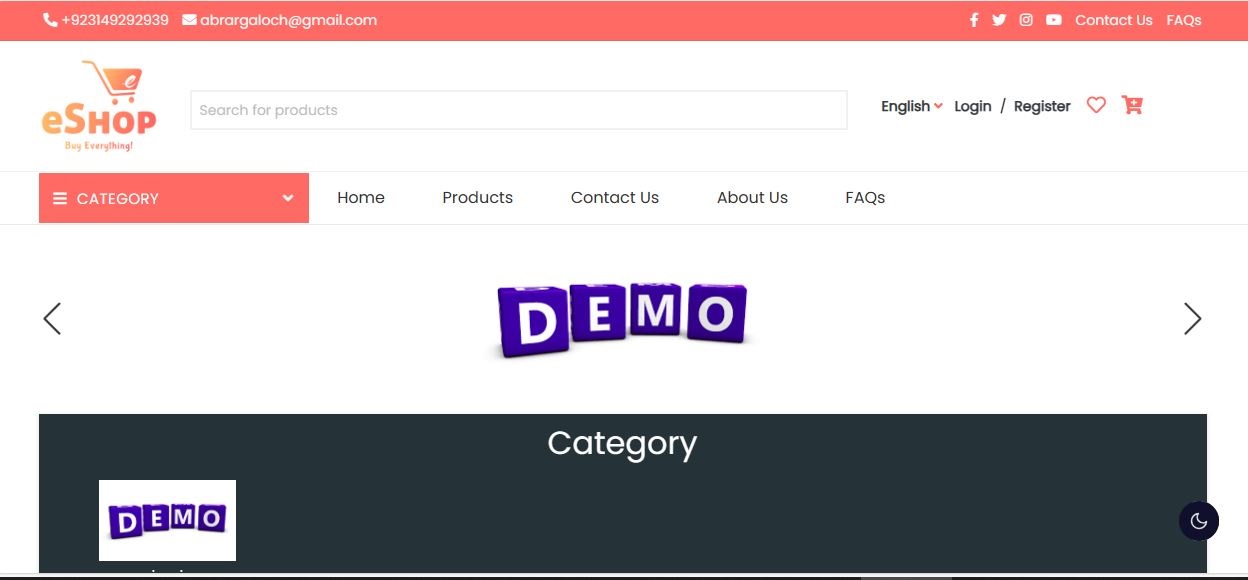 +923149292939 abrargaloch@gmail.com Contact Us FAQs
eSHOP
Buy Everything!
Search for products
English Login / Register
CATEGORY Home Products Contact Us About Us FAQs
DEMO
Category
DEMO